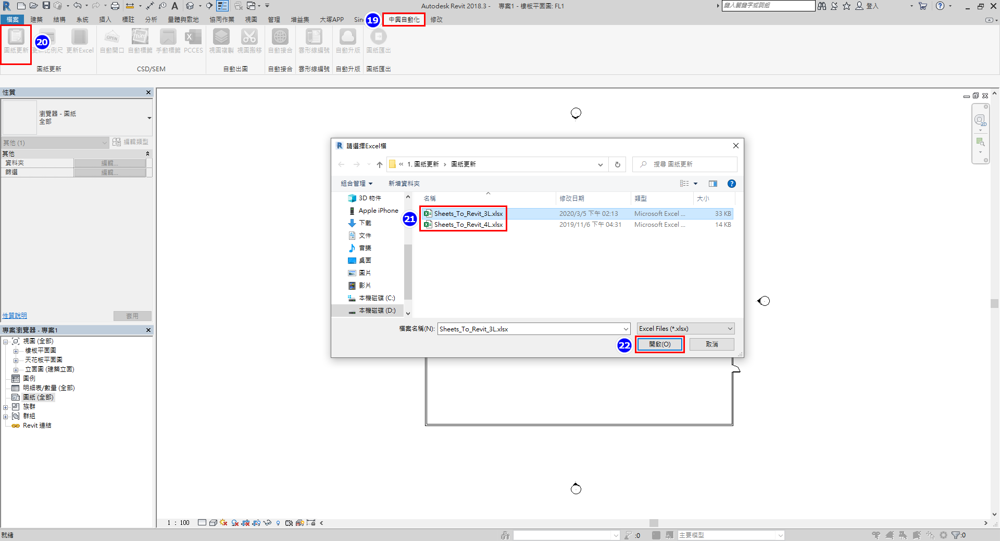 Autodesk Revit 2018.3 - 專案1 - 樓板平面圖: FL1
鍵入關鍵字或詞組
登入
檔案 建築 結構 系統 插入 標註 分析 量體與敷地 協同作業 視圖 管理 增益集 大塚APP Sin 19 中興自動化 修改
20
圖紙更新 更新比例尺 更新Excel 自動開口 自動標籤 手動標籤 PCCES 視圖複製 視圖搬移 自動接合 雲形線編號 自動升版 圖紙匯出
圖紙更新 CSD/SEM 自動出圖 自動接合 雲形線編號 自動升版 圖紙匯出
性質
瀏覽器 - 圖紙
全部
其他 (1) 編輯類型
其他
資料夾 編輯...
篩選 編輯...
性質說明 套用
專案瀏覽器 - 專案1
視圖 (全部)
樓板平面圖
天花板平面圖
立面圖 (建築立面)
圖例
明細表/數量 (全部)
圖紙 (全部)
族群
群組
Revit 連結
請選擇Excel檔
« 1. 圖紙更新 › 圖紙更新
搜尋 圖紙更新
組合管理 新增資料夾
3D 物件
Apple iPhone
下載
文件
音樂
桌面
圖片
影片
本機磁碟 (C:)
本機磁碟 (D:)
名稱 修改日期 類型 大小
21
Sheets_To_Revit_3L.xlsx 2020/3/5 下午 02:13 Microsoft Excel ... 33 KB
Sheets_To_Revit_4L.xlsx 2019/11/6 下午 04:31 Microsoft Excel ... 14 KB
檔案名稱(N): Sheets_To_Revit_3L.xlsx Excel Files (*.xlsx)
22 開啟(O) 取消
2D
1 : 100
就緒
:0 主要模型 :0